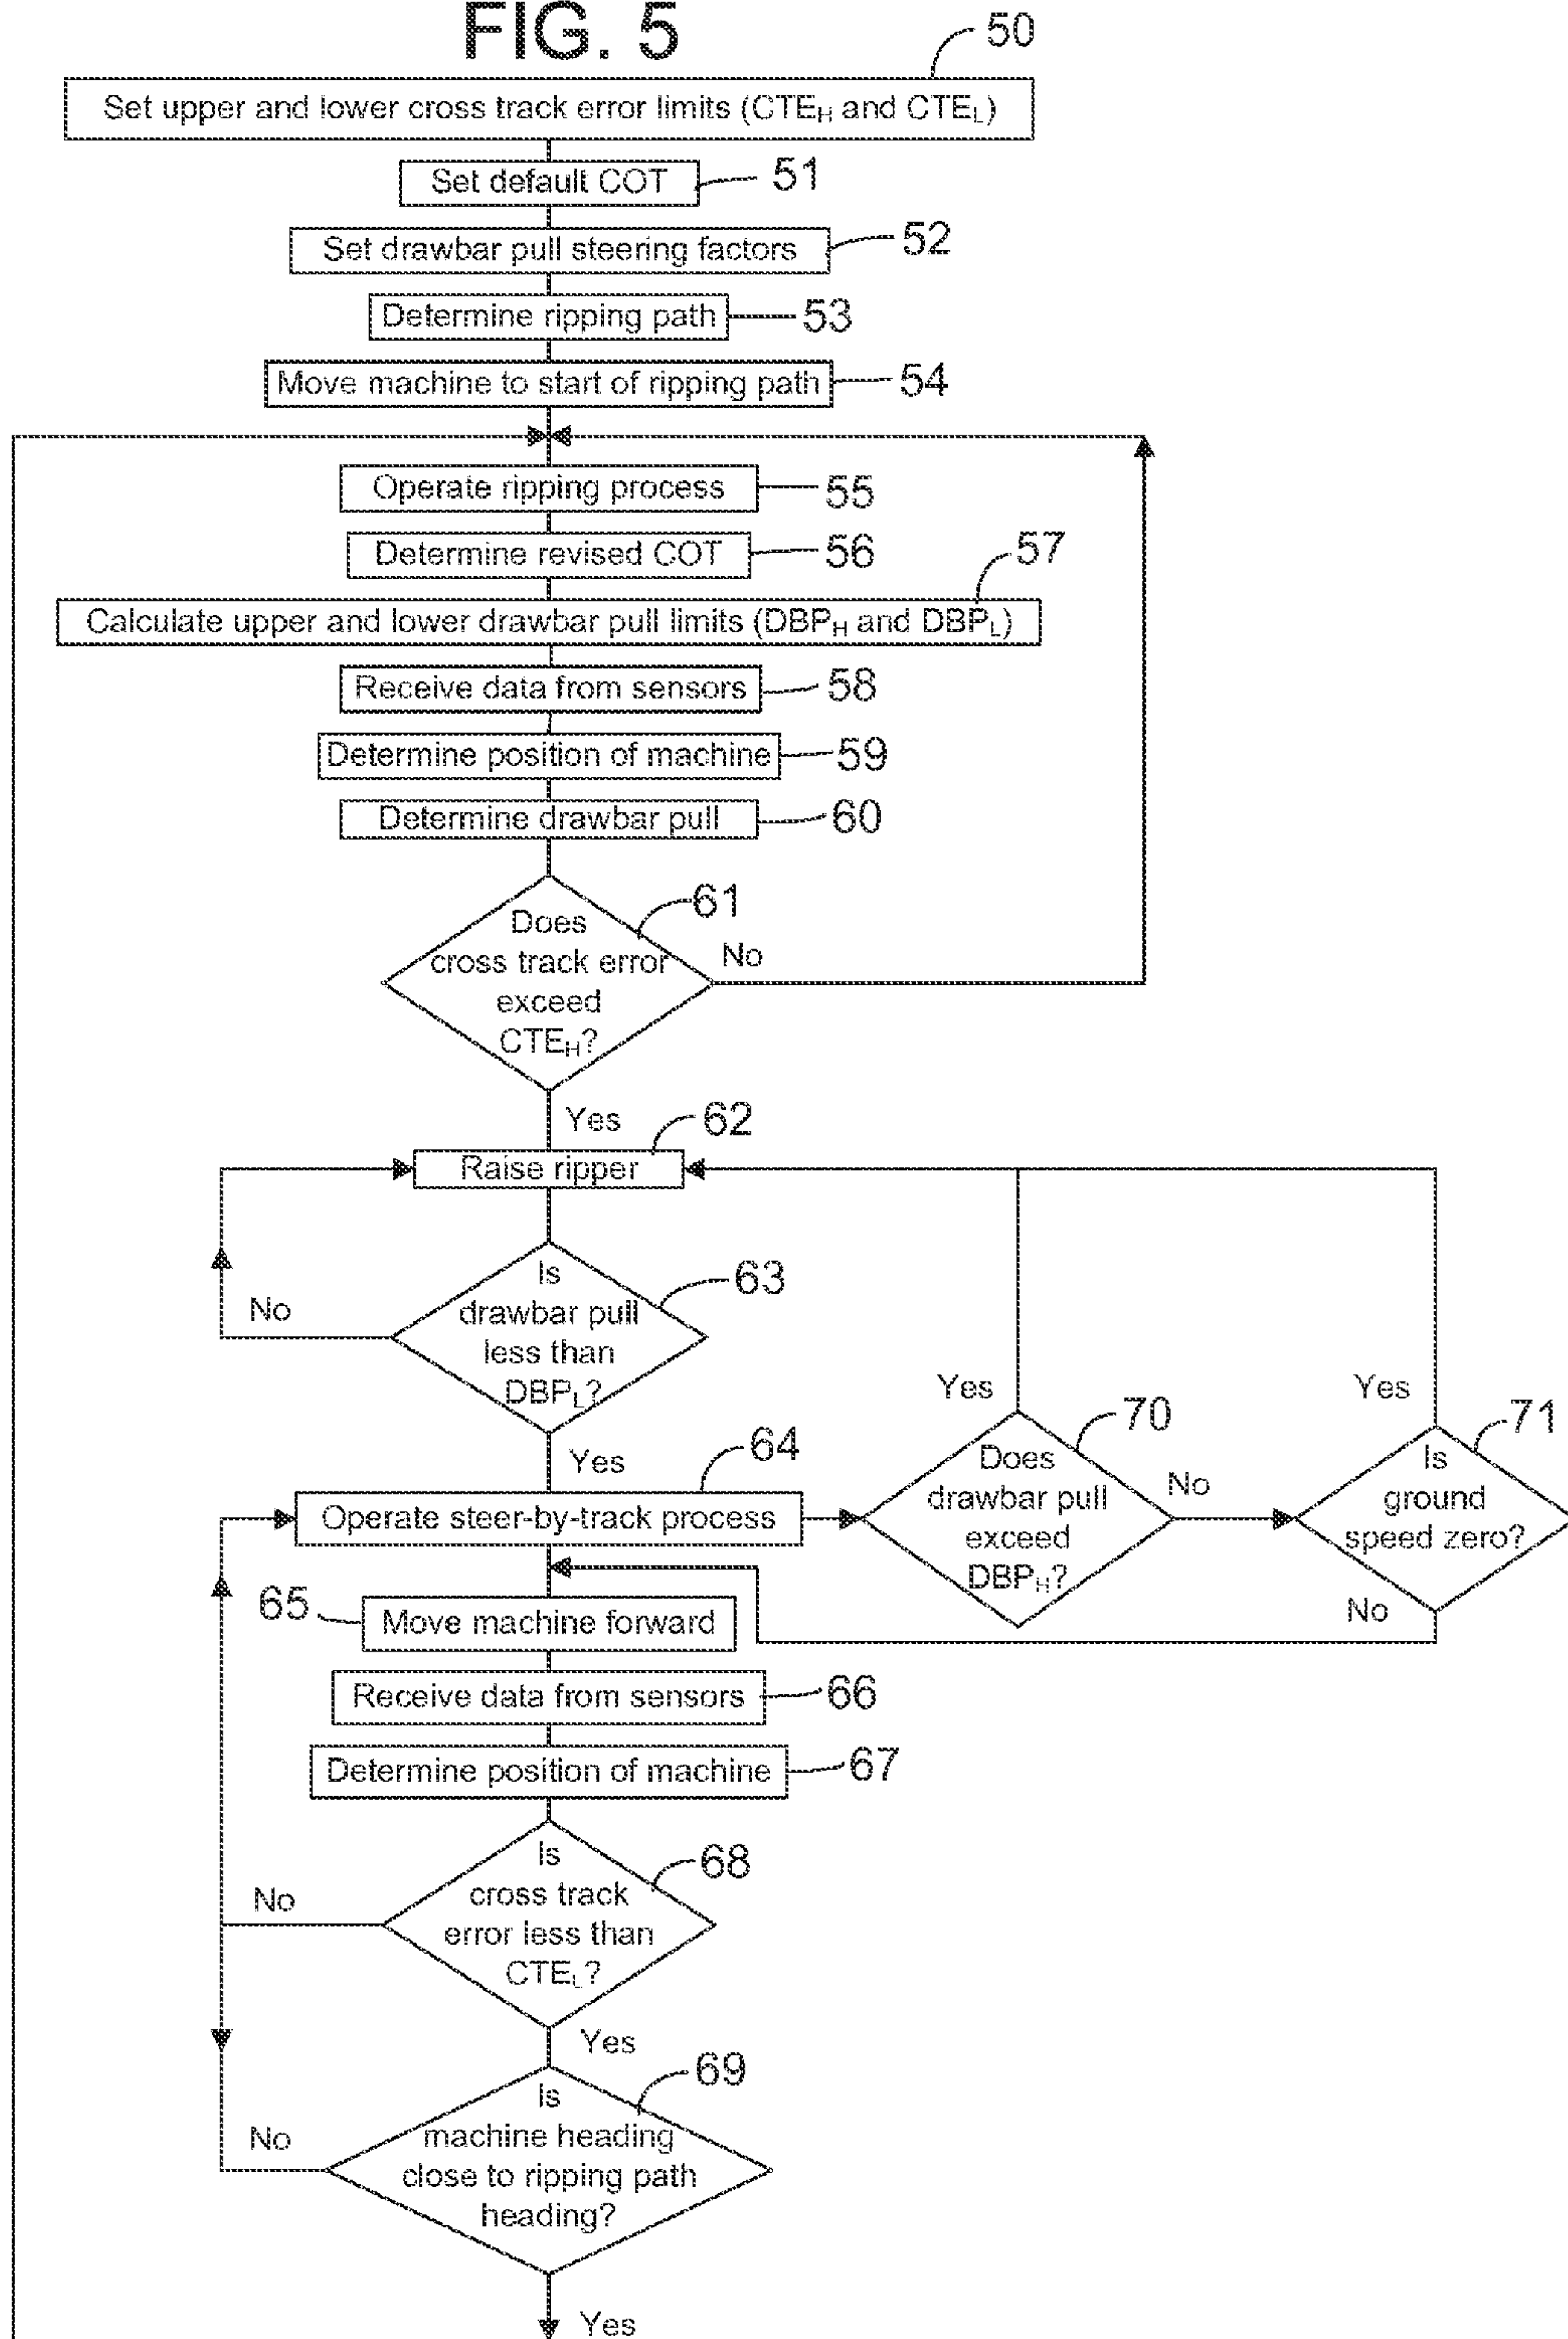 FIG. 5
50
Set upper and lower cross track error limits (CTEH and CTEL)
Set default COT
51
Set drawbar pull steering factors
52
Determine ripping path
53
Move machine to start of ripping path
54
Operate ripping process
55
Determine revised COT
56
57
Calculate upper and lower drawbar pull limits (DBPH and DBPL)
Receive data from sensors
58
Determine position of machine
59
Determine drawbar pull
60
61
Does
cross track error
exceed
CTEH?
No
Yes
62
Raise ripper
63
Is
drawbar pull
less than
DBPL?
No
Yes
64
Operate steer-by-track process
70
Does
drawbar pull
exceed
DBPH?
Yes
No
71
Is
ground
speed zero?
Yes
No
65
Move machine forward
Receive data from sensors
66
Determine position of machine
67
68
Is
cross track
error less than
CTEL?
No
Yes
69
Is
machine heading
close to ripping path
heading?
No
Yes